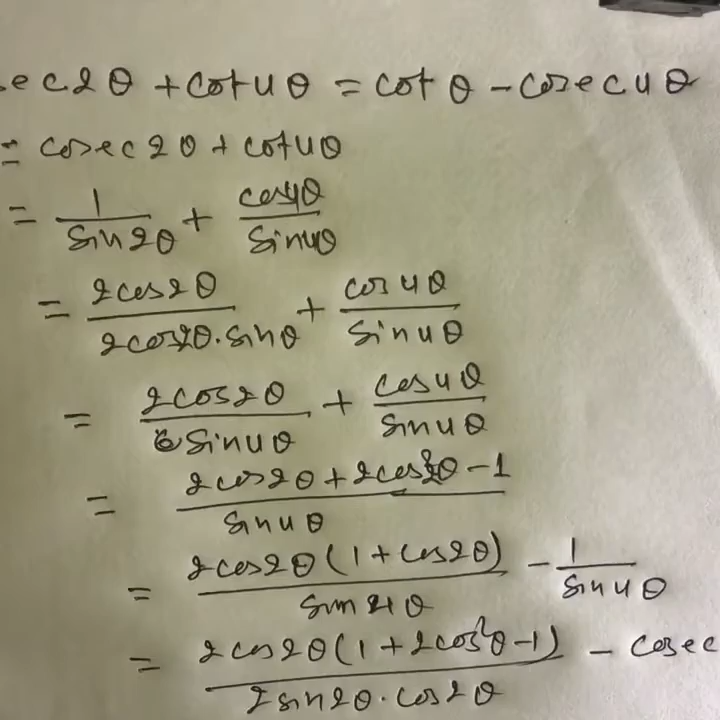 ec2θ + cot4θ = cotθ - cosec4θ
= cosec2θ + cot4θ
= 1/sin2θ + cos4θ/sin4θ
= 2cos2θ/2cos2θ.sinθ + cos4θ/sin4θ
= 2cos2θ/sin4θ + cos4θ/sin4θ
= 2cos2θ + 2cos²2θ - 1/sin4θ
= 2cos2θ(1 + cos2θ)/sin4θ - 1/sin4θ
= 2cos2θ(1 + 2cos²θ - 1)/2sin2θ.cos2θ - cosec